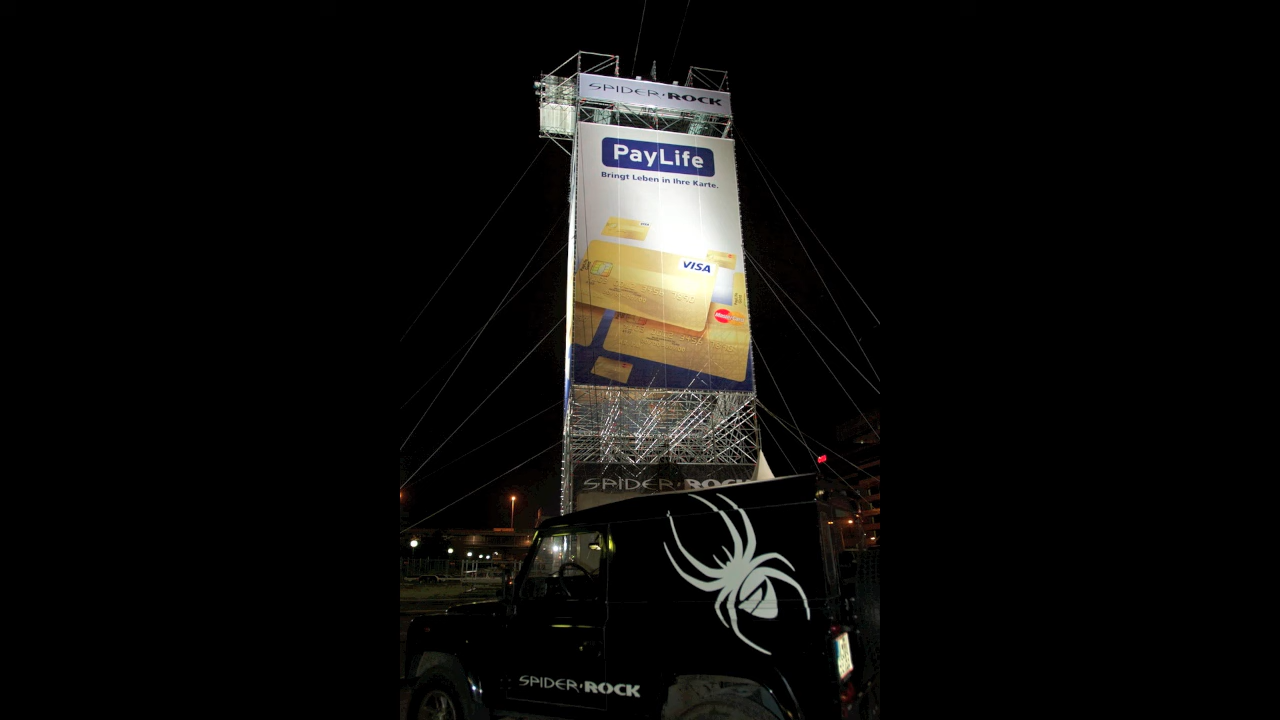 SPIDER·ROCK
PayLife
Bringt Leben in Ihre Karte.
VISA
SPIDER·ROCK
SPIDER·ROCK